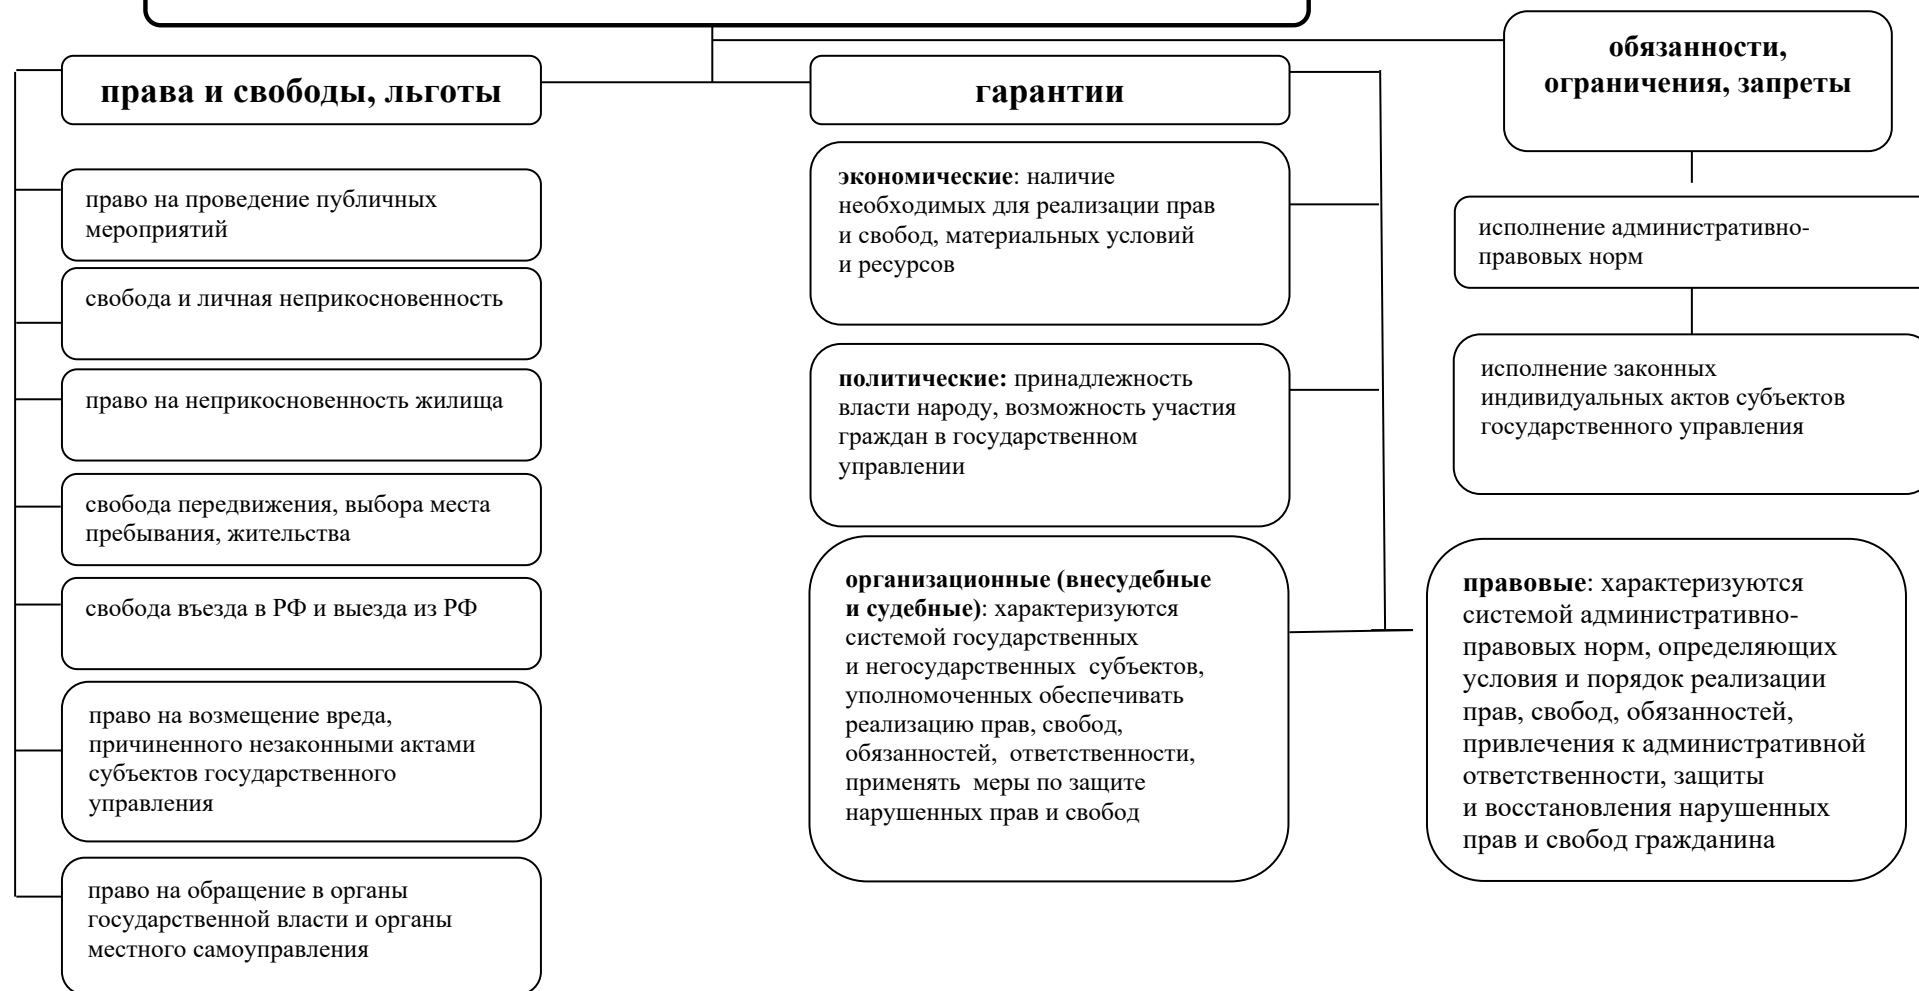 права и свободы, льготы
право на проведение публичных
мероприятий
свобода и личная неприкосновенность
право на неприкосновенность жилища
свобода передвижения, выбора места
пребывания, жительства
свобода въезда в РФ и выезда из РФ
право на возмещение вреда,
причиненного незаконными актами
субъектов государственного
управления
право на обращение в органы
государственной власти и органы
местного самоуправления
гарантии
экономические: наличие
необходимых для реализации прав
и свобод, материальных условий
и ресурсов
политические: принадлежность
власти народу, возможность участия
граждан в государственном
управлении
организационные (внесудебные
и судебные): характеризуются
системой государственных
и негосударственных субъектов,
уполномоченных обеспечивать
реализацию прав, свобод,
обязанностей, ответственности,
применять меры по защите
нарушенных прав и свобод
правовые: характеризуются
системой административно-
правовых норм, определяющих
условия и порядок реализации
прав, свобод, обязанностей,
привлечения к административной
ответственности, защиты
и восстановления нарушенных
прав и свобод гражданина
обязанности,
ограничения, запреты
исполнение административно-
правовых норм
исполнение законных
индивидуальных актов субъектов
государственного управления